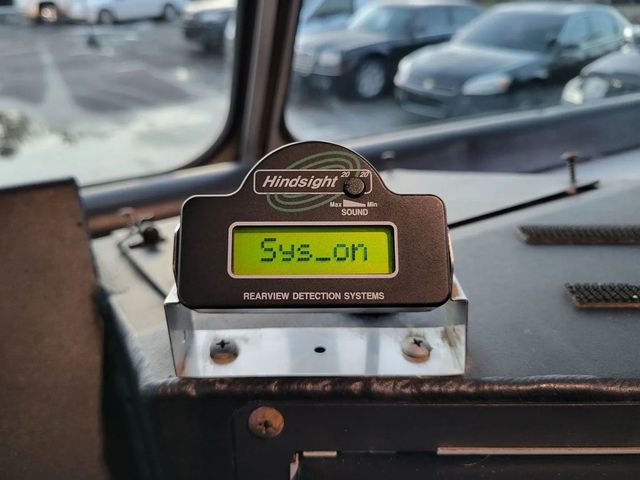 Hindsight 20 20
Max Min
SOUND
Sys_on
REARVIEW DETECTION SYSTEMS